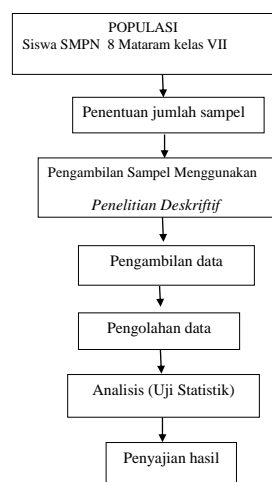 POPULASI
Siswa SMPN 8 Mataram kelas VII
Penentuan jumlah sampel
Pengambilan Sampel Menggunakan
Penelitian Deskriftif
Pengambilan data
Pengolahan data
Analisis (Uji Statistik)
Penyajian hasil